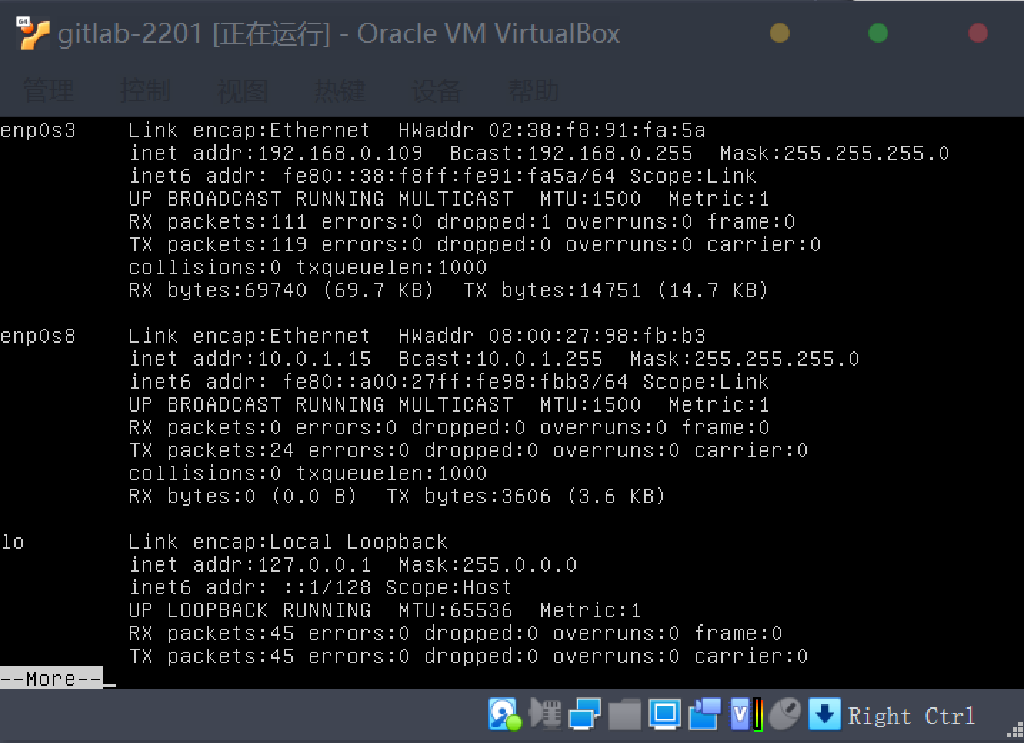 gitlab-2201 [正在运行] - Oracle VM VirtualBox
管理 控制 视图 热键 设备 帮助
enp0s3    Link encap:Ethernet  HWaddr 02:38:f8:91:fa:5a
          inet addr:192.168.0.109  Bcast:192.168.0.255  Mask:255.255.255.0
          inet6 addr: fe80::38:f8ff:fe91:fa5a/64 Scope:Link
          UP BROADCAST RUNNING MULTICAST  MTU:1500  Metric:1
          RX packets:111 errors:0 dropped:1 overruns:0 frame:0
          TX packets:119 errors:0 dropped:0 overruns:0 carrier:0
          collisions:0 txqueuelen:1000
          RX bytes:69740 (69.7 KB)  TX bytes:14751 (14.7 KB)
enp0s8    Link encap:Ethernet  HWaddr 08:00:27:98:fb:b3
          inet addr:10.0.1.15  Bcast:10.0.1.255  Mask:255.255.255.0
          inet6 addr: fe80::a00:27ff:fe98:fbb3/64 Scope:Link
          UP BROADCAST RUNNING MULTICAST  MTU:1500  Metric:1
          RX packets:0 errors:0 dropped:0 overruns:0 frame:0
          TX packets:24 errors:0 dropped:0 overruns:0 carrier:0
          collisions:0 txqueuelen:1000
          RX bytes:0 (0.0 B)  TX bytes:3606 (3.6 KB)
lo        Link encap:Local Loopback
          inet addr:127.0.0.1  Mask:255.0.0.0
          inet6 addr: ::1/128 Scope:Host
          UP LOOPBACK RUNNING  MTU:65536  Metric:1
          RX packets:45 errors:0 dropped:0 overruns:0 frame:0
          TX packets:45 errors:0 dropped:0 overruns:0 carrier:0
--More--
Right Ctrl